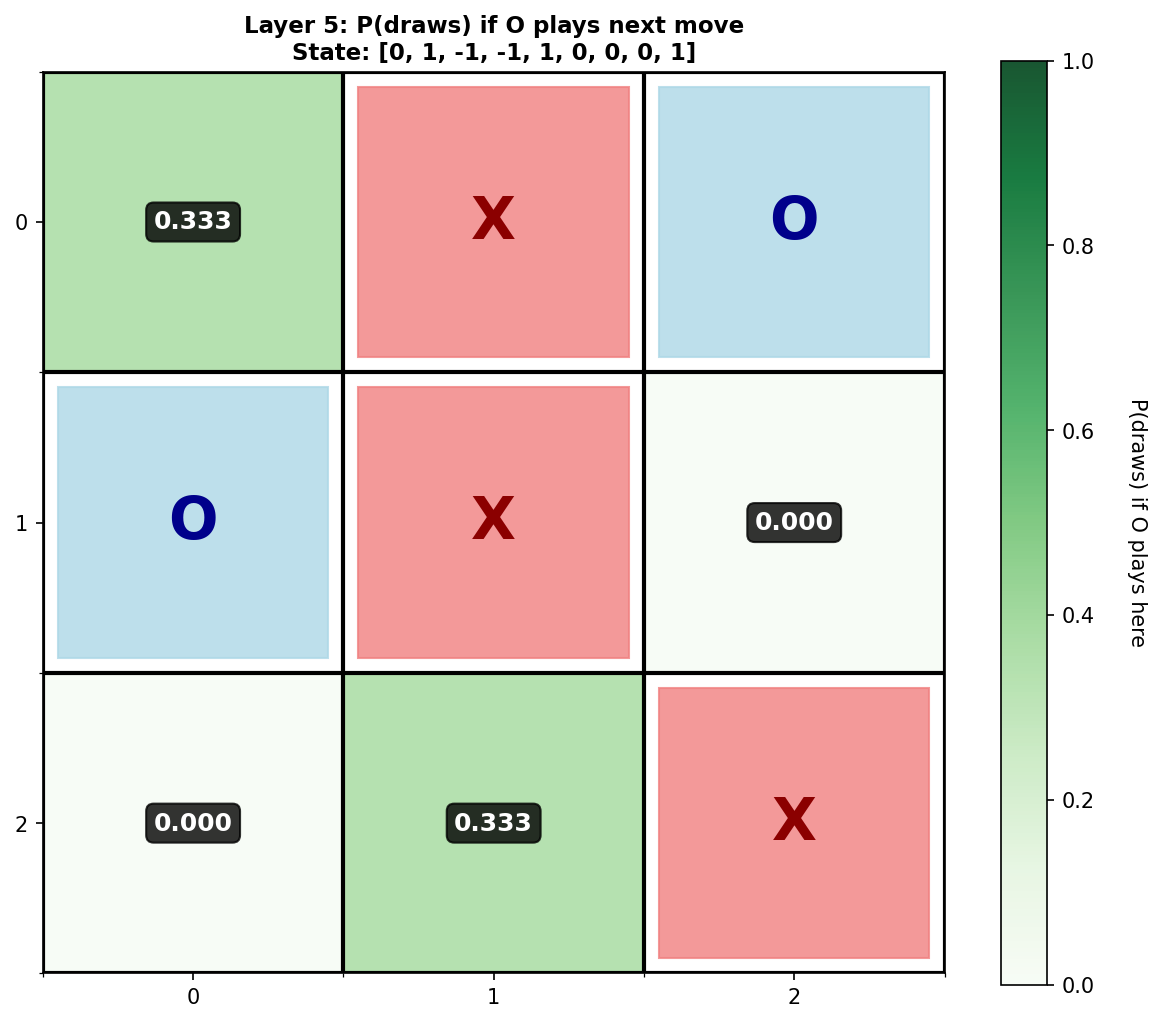 Layer 5: P(draws) if O plays next move
State: [0, 1, -1, -1, 1, 0, 0, 0, 1]
0.333
X
O
O
X
0.000
0.000
0.333
X
0
1
2
0
1
2
1.0
0.8
0.6
0.4
0.2
0.0
P(draws) if O plays here